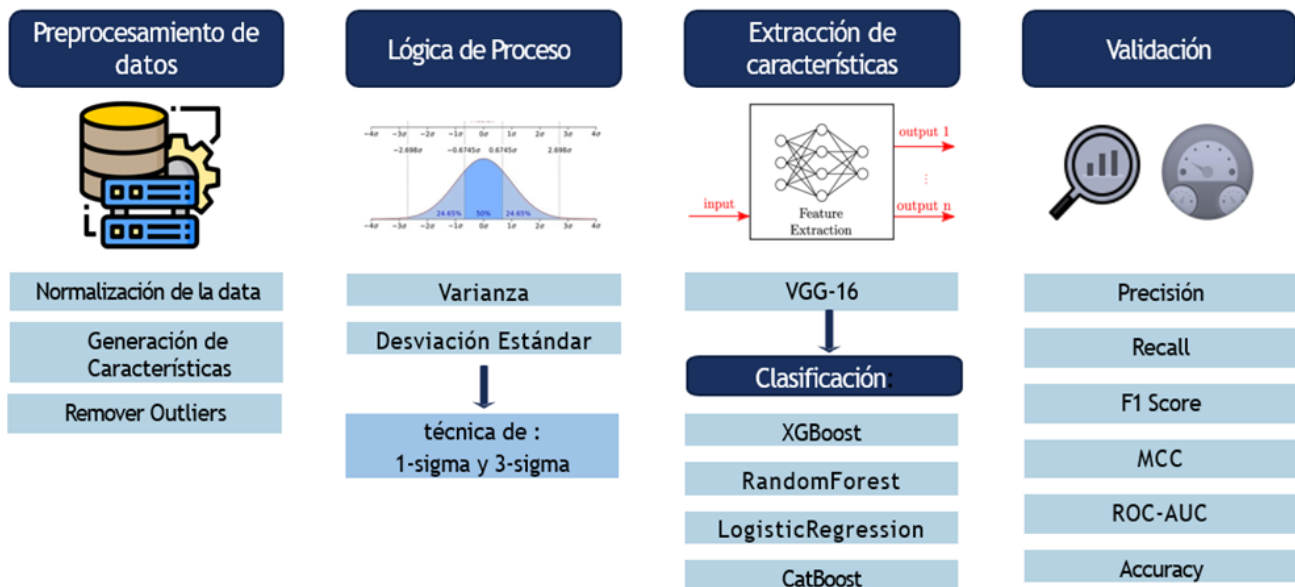 Preprocesamiento de
datos
Lógica de Proceso
Extracción de
características
Validación
−4σ −3σ −2σ −1σ 0σ 1σ 2σ 3σ 4σ
−2.698σ −0.6745σ 0.6745σ 2.698σ
24.65% 50% 24.65%
−4σ −3σ −2σ −1σ 0σ 1σ 2σ 3σ 4σ
input
Feature
Extraction
output 1
⋮
output n
Normalización de la data
Generación de
Características
Remover Outliers
Varianza
Desviación Estándar
técnica de :
1-sigma y 3-sigma
VGG-16
Clasificación:
XGBoost
RandomForest
LogisticRegression
CatBoost
Precisión
Recall
F1 Score
MCC
ROC-AUC
Accuracy